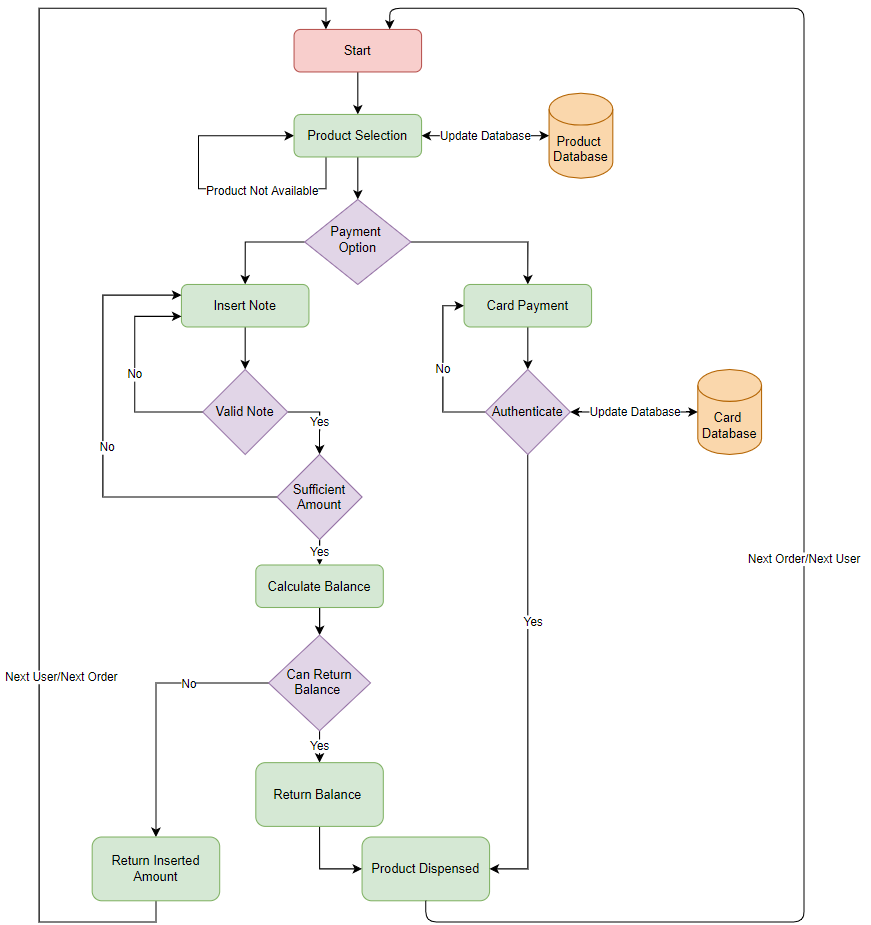 Start
Product Selection
Update Database
Product
Database
Product Not Available
Payment
Option
Insert Note
Card Payment
No
No
Valid Note
Yes
Authenticate
Update Database
Card
Database
No
Sufficient
Amount
Yes
Next Order/Next User
Calculate Balance
Yes
Next User/Next Order
No
Can Return
Balance
Yes
Return Balance
Return Inserted
Amount
Product Dispensed